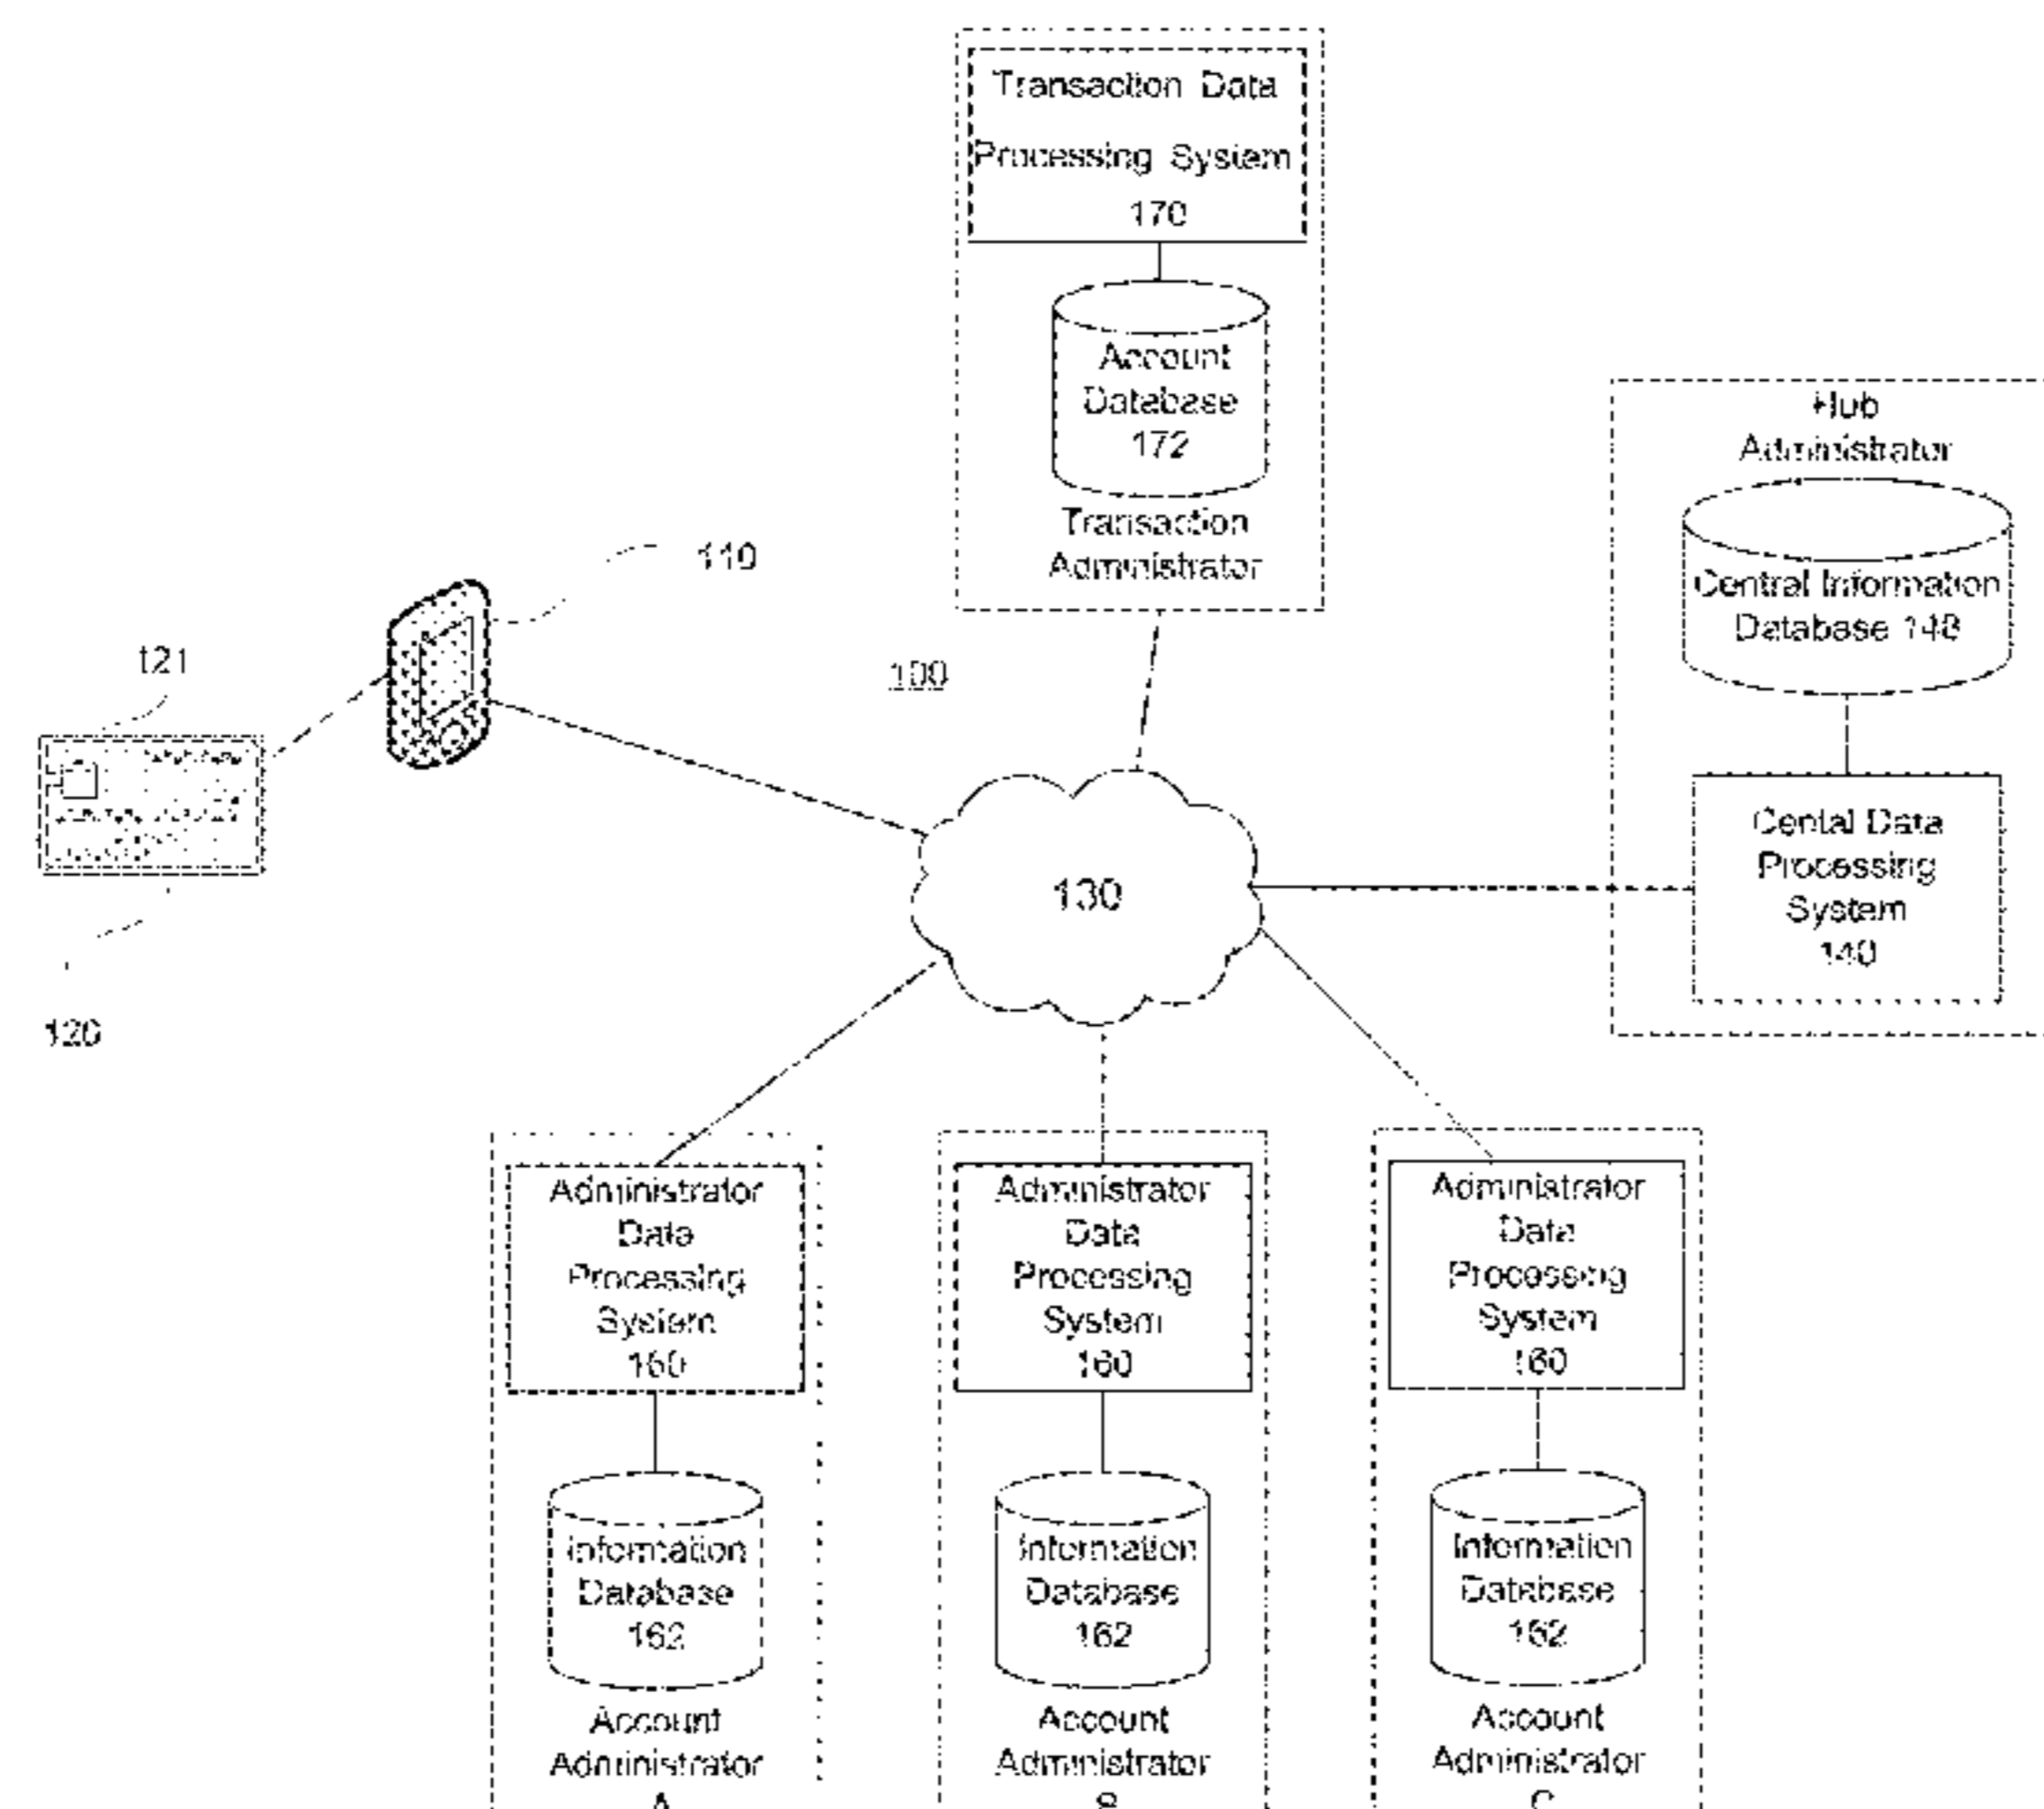 Transaction Data
Processing System
170
Account
Database
172
Transaction
Administrator
Hub
Administrator
Central Information
Database 148
Cental Data
Processing
System
140
110
121
100
120
130
Administrator
Data
Processing
System
160
Information
Database
162
Account
Administrator
A
Administrator
Data
Processing
System
160
Information
Database
162
Account
Administrator
B
Administrator
Data
Processing
System
160
Information
Database
162
Account
Administrator
C